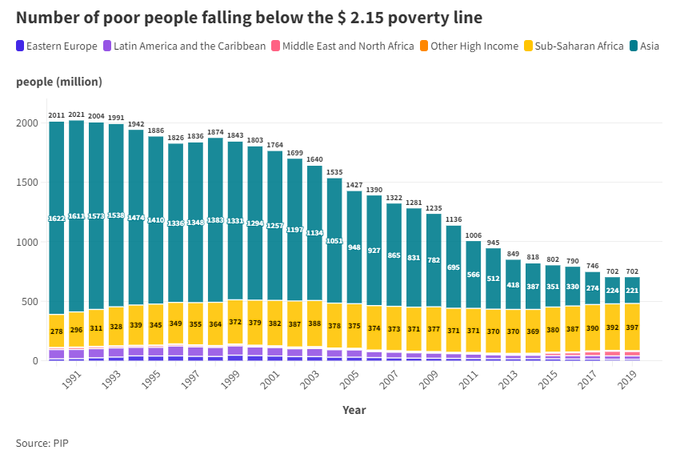 Number of poor people falling below the $ 2.15 poverty line
Eastern Europe Latin America and the Caribbean Middle East and North Africa Other High Income Sub-Saharan Africa Asia
people (million)
2011 2021 2004 1991 1942 1886 1826 1836 1874 1843 1803 1764 1699 1640 1535 1427 1390 1322 1281 1235 1136 1006 945 849 818 802 790 746 702 702
2000
1500
1622 1611 1573 1538 1474 1410 1336 1348 1383 1331 1294 1257 1197 1134 1051 948 927 865 831 782 695 566 512 418 387 351 330 274 224 221
1000
500
278 296 311 328 339 345 349 355 364 372 379 382 387 388 378 375 374 373 371 377 371 371 370 370 369 380 387 390 392 397
0
1991 1993 1995 1997 1999 2001 2003 2005 2007 2009 2011 2013 2015 2017 2019
Year
Source: PIP